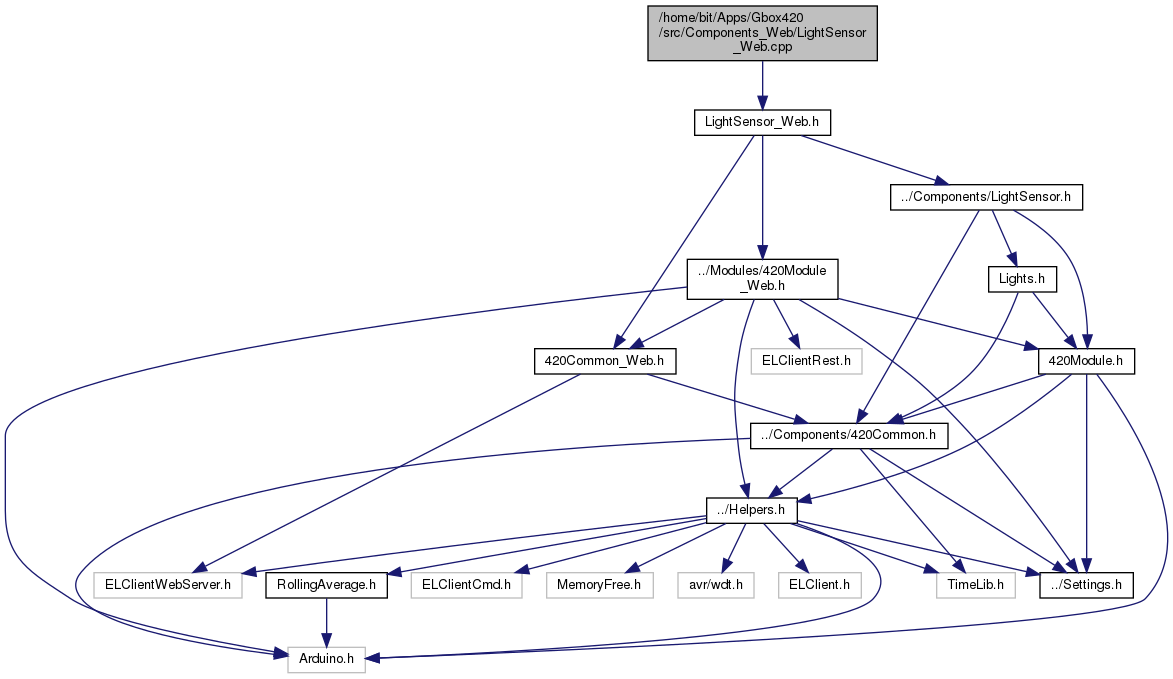 /home/bit/Apps/Gbox420
/src/Components_Web/LightSensor
_Web.cpp
LightSensor_Web.h
../Components/LightSensor.h
../Modules/420Module
_Web.h
Lights.h
420Common_Web.h
ELClientRest.h
420Module.h
../Components/420Common.h
../Helpers.h
ELClientWebServer.h
RollingAverage.h
ELClientCmd.h
MemoryFree.h
avr/wdt.h
ELClient.h
TimeLib.h
../Settings.h
Arduino.h